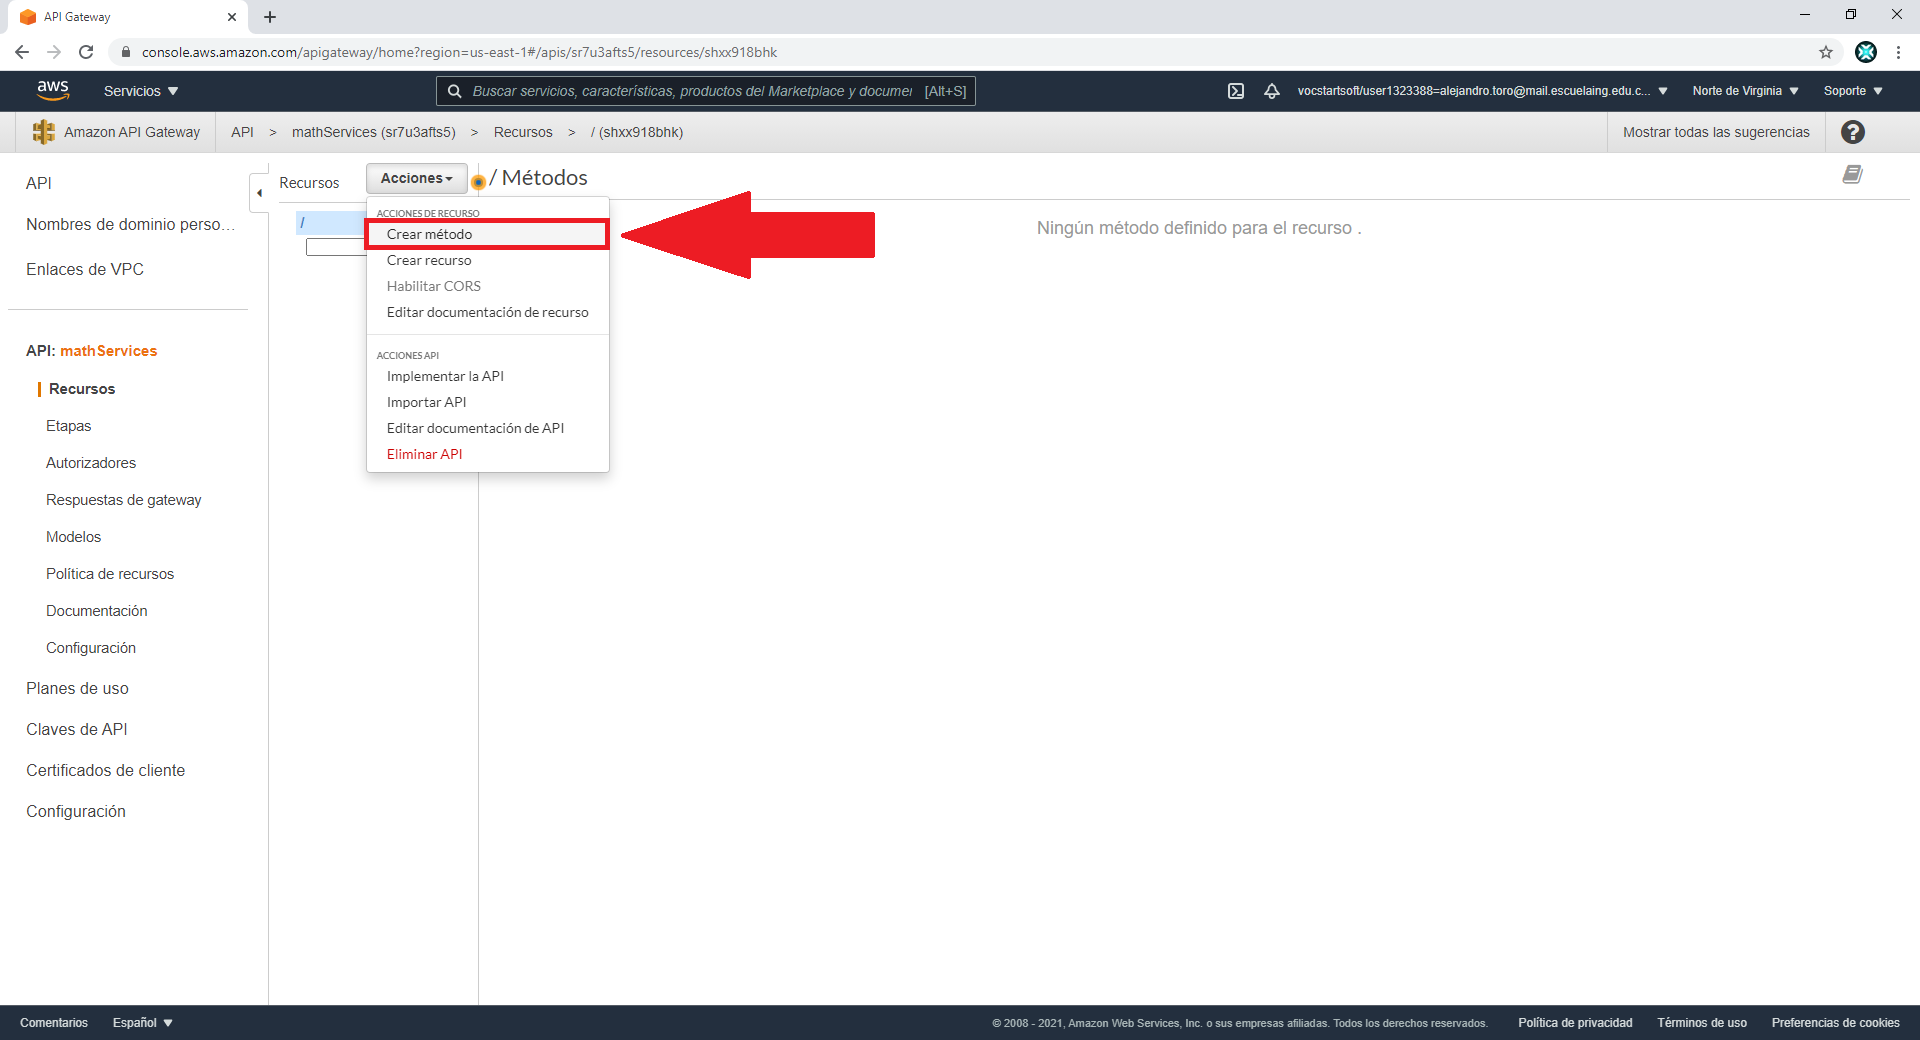 API Gateway
console.aws.amazon.com/apigateway/home?region=us-east-1#/apis/sr7u3afts5/resources/shxx918bhk
aws
Servicios
Buscar servicios, características, productos del Marketplace y documer [Alt+S]
vocstartsoft/user1323388=alejandro.toro@mail.escuelaing.edu.c...
Norte de Virginia
Soporte
Amazon API Gateway
API > mathServices (sr7u3afts5) > Recursos > / (shxx918bhk)
Mostrar todas las sugerencias
?
API
Nombres de dominio perso...
Enlaces de VPC
API: mathServices
Recursos
Etapas
Autorizadores
Respuestas de gateway
Modelos
Política de recursos
Documentación
Configuración
Planes de uso
Claves de API
Certificados de cliente
Configuración
Recursos
Acciones
/
ACCIONES DE RECURSO
Crear método
Crear recurso
Habilitar CORS
Editar documentación de recurso
ACCIONES API
Implementar la API
Importar API
Editar documentación de API
Eliminar API
/ Métodos
Ningún método definido para el recurso .
Comentarios
Español
© 2008 - 2021, Amazon Web Services, Inc. o sus empresas afiliadas. Todos los derechos reservados.
Política de privacidad
Términos de uso
Preferencias de cookies